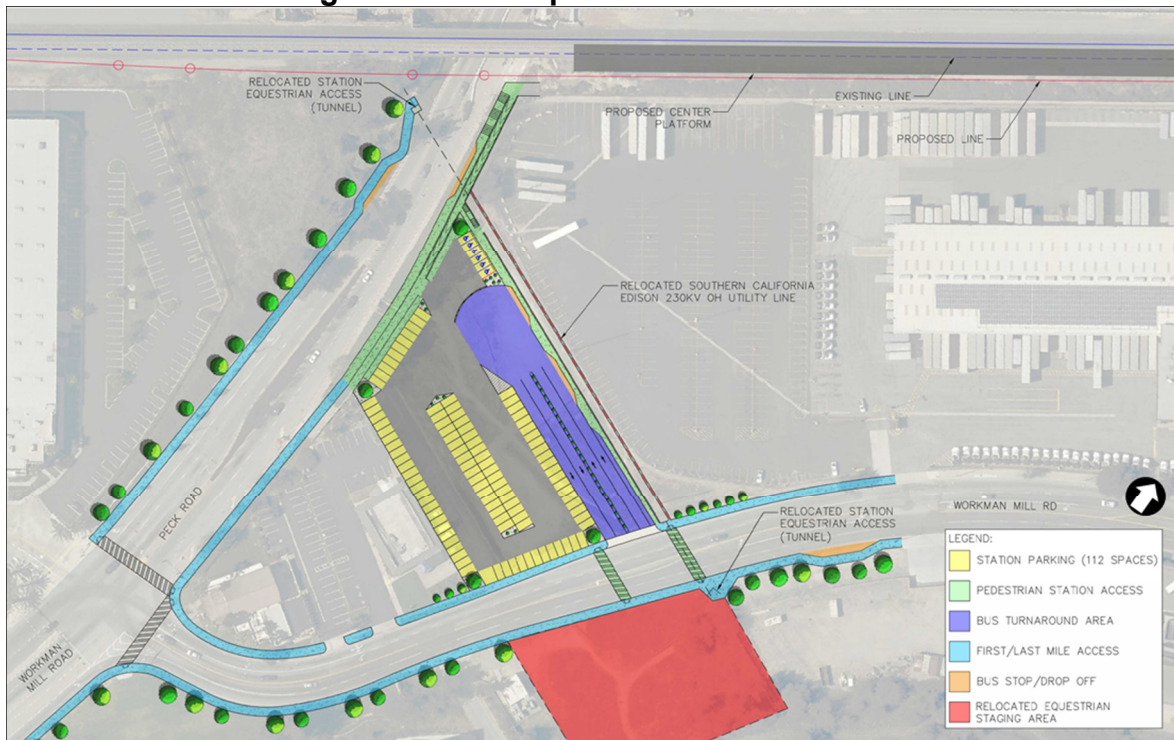 RELOCATED STATION
EQUESTRIAN ACCESS
(TUNNEL)
PROPOSED CENTER
PLATFORM
EXISTING LINE
PROPOSED LINE
RELOCATED SOUTHERN CALIFORNIA
EDISON 230KV OH UTILITY LINE
PECK ROAD
WORKMAN
MILL ROAD
RELOCATED STATION
EQUESTRIAN ACCESS
(TUNNEL)
WORKMAN MILL RD
LEGEND:
STATION PARKING (112 SPACES)
PEDESTRIAN STATION ACCESS
BUS TURNAROUND AREA
FIRST/LAST MILE ACCESS
BUS STOP/DROP OFF
RELOCATED EQUESTRIAN
STAGING AREA